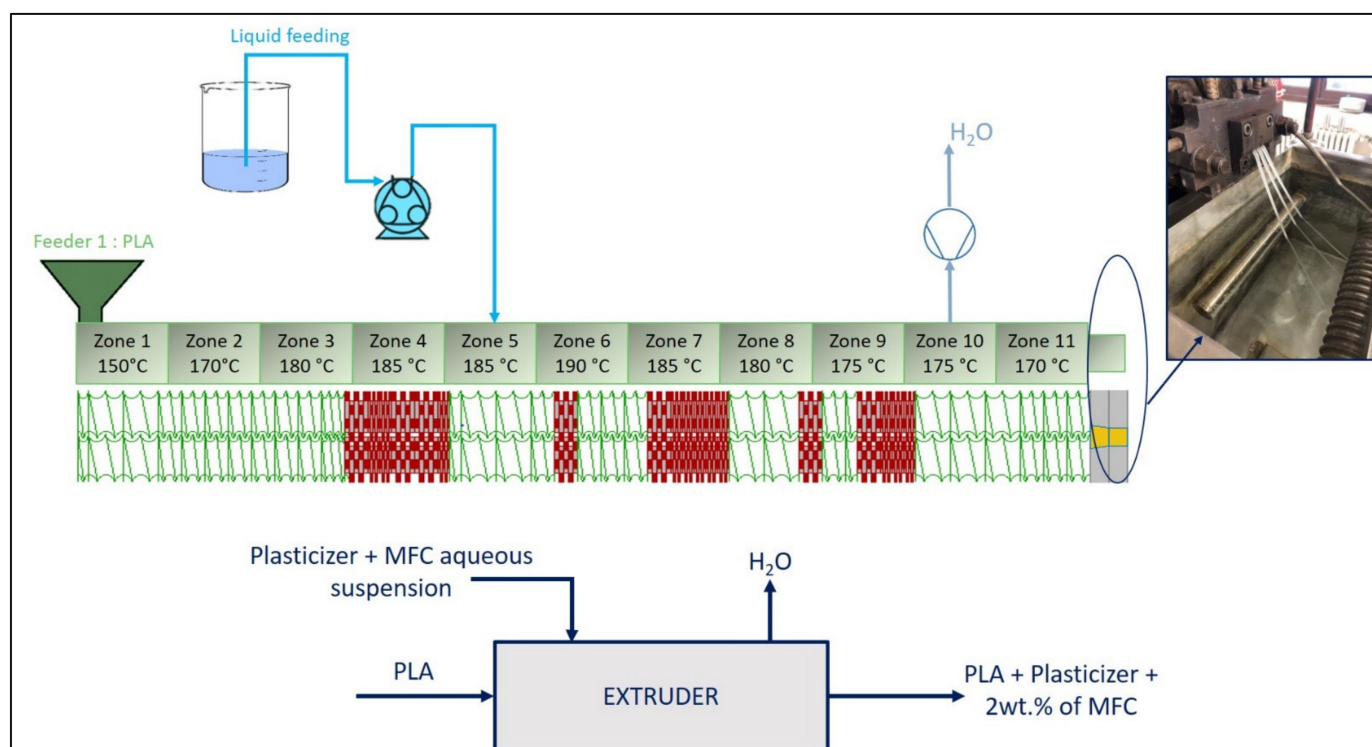 Liquid feeding
H₂O
Feeder 1 : PLA
Zone 1
150°C
Zone 2
170°C
Zone 3
180 °C
Zone 4
185 °C
Zone 5
185 °C
Zone 6
190 °C
Zone 7
185 °C
Zone 8
180 °C
Zone 9
175 °C
Zone 10
175 °C
Zone 11
170 °C
Plasticizer + MFC aqueous
suspension
H₂O
PLA
EXTRUDER
PLA + Plasticizer +
2wt.% of MFC